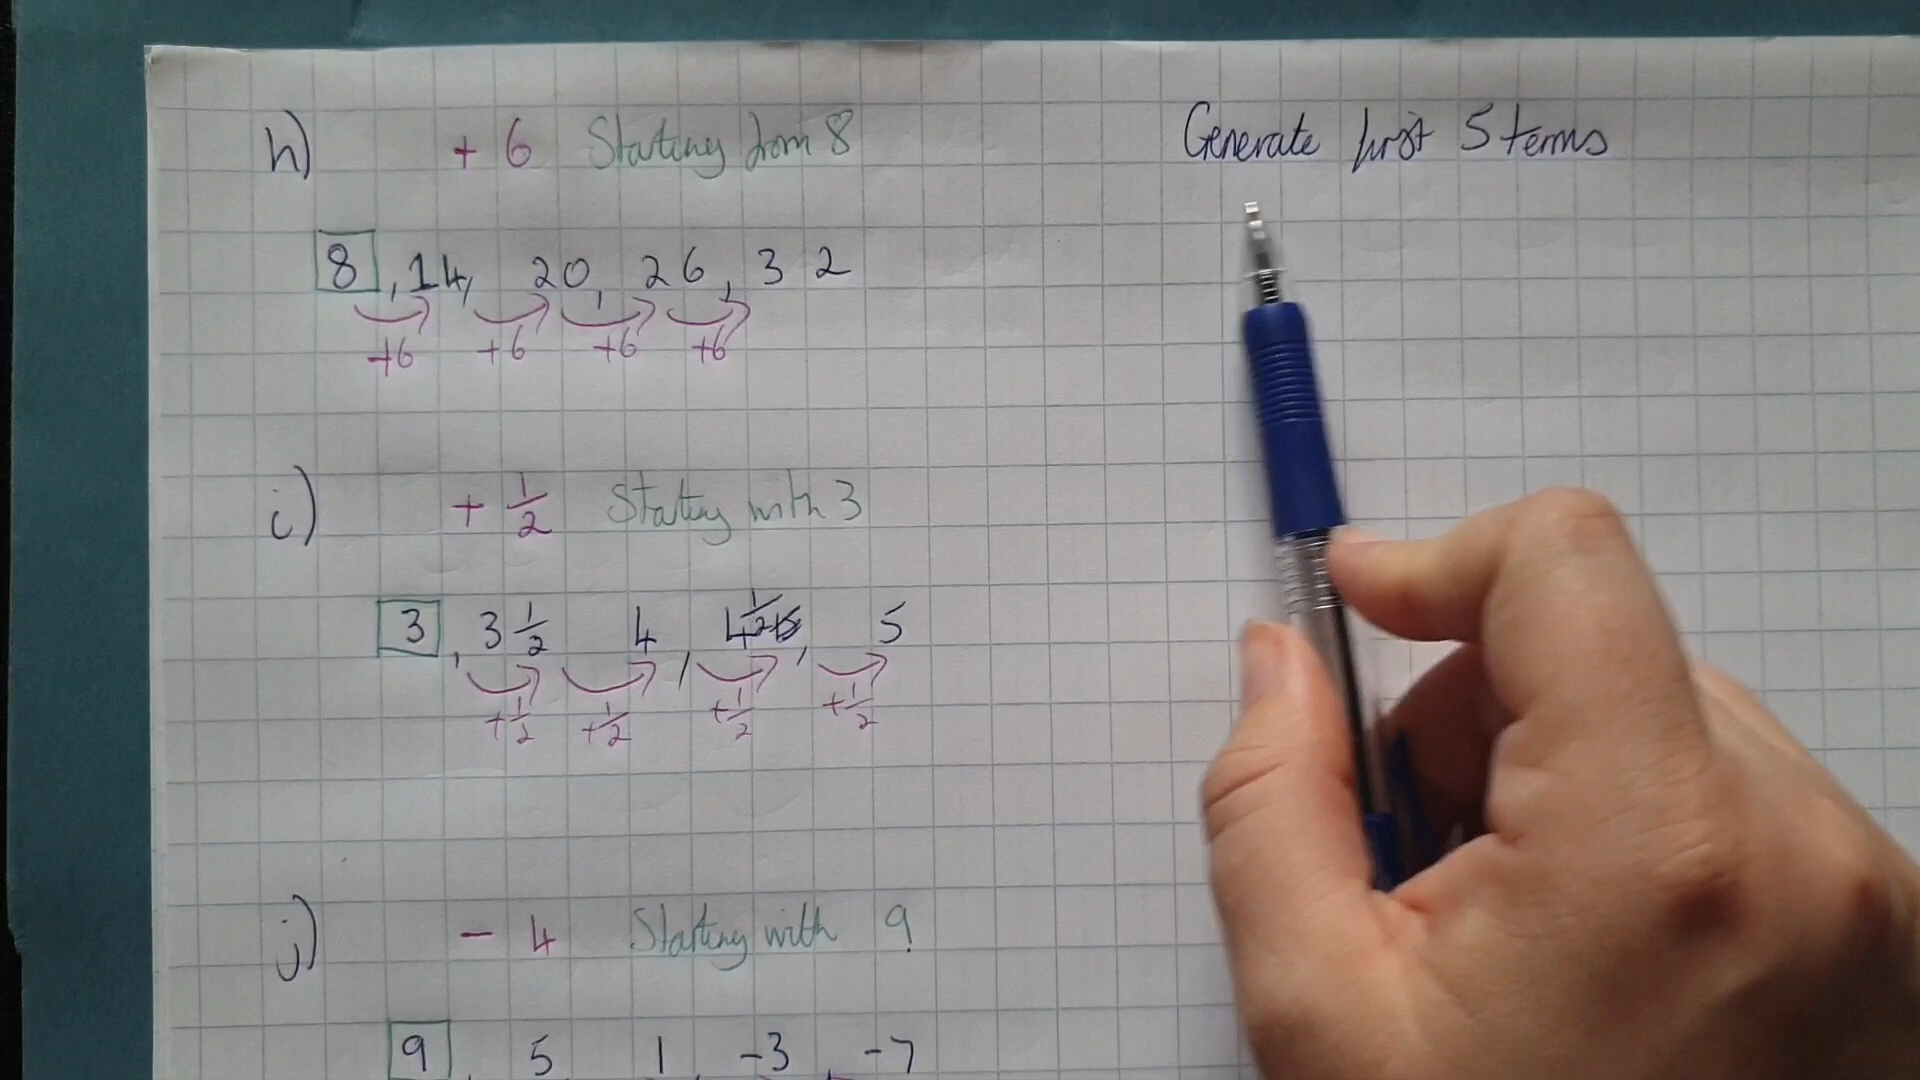 h) + 6 Starting from 8
Generate first 5 terms
8, 14, 20, 26, 32
+6 +6 +6 +6
i) + 1/2 Starting with 3
3, 3 1/2 4, 4 1/2, 5
+1/2 +1/2 +1/2 +1/2
j) - 4 Starting with 9
9, 5, 1, -3, -7